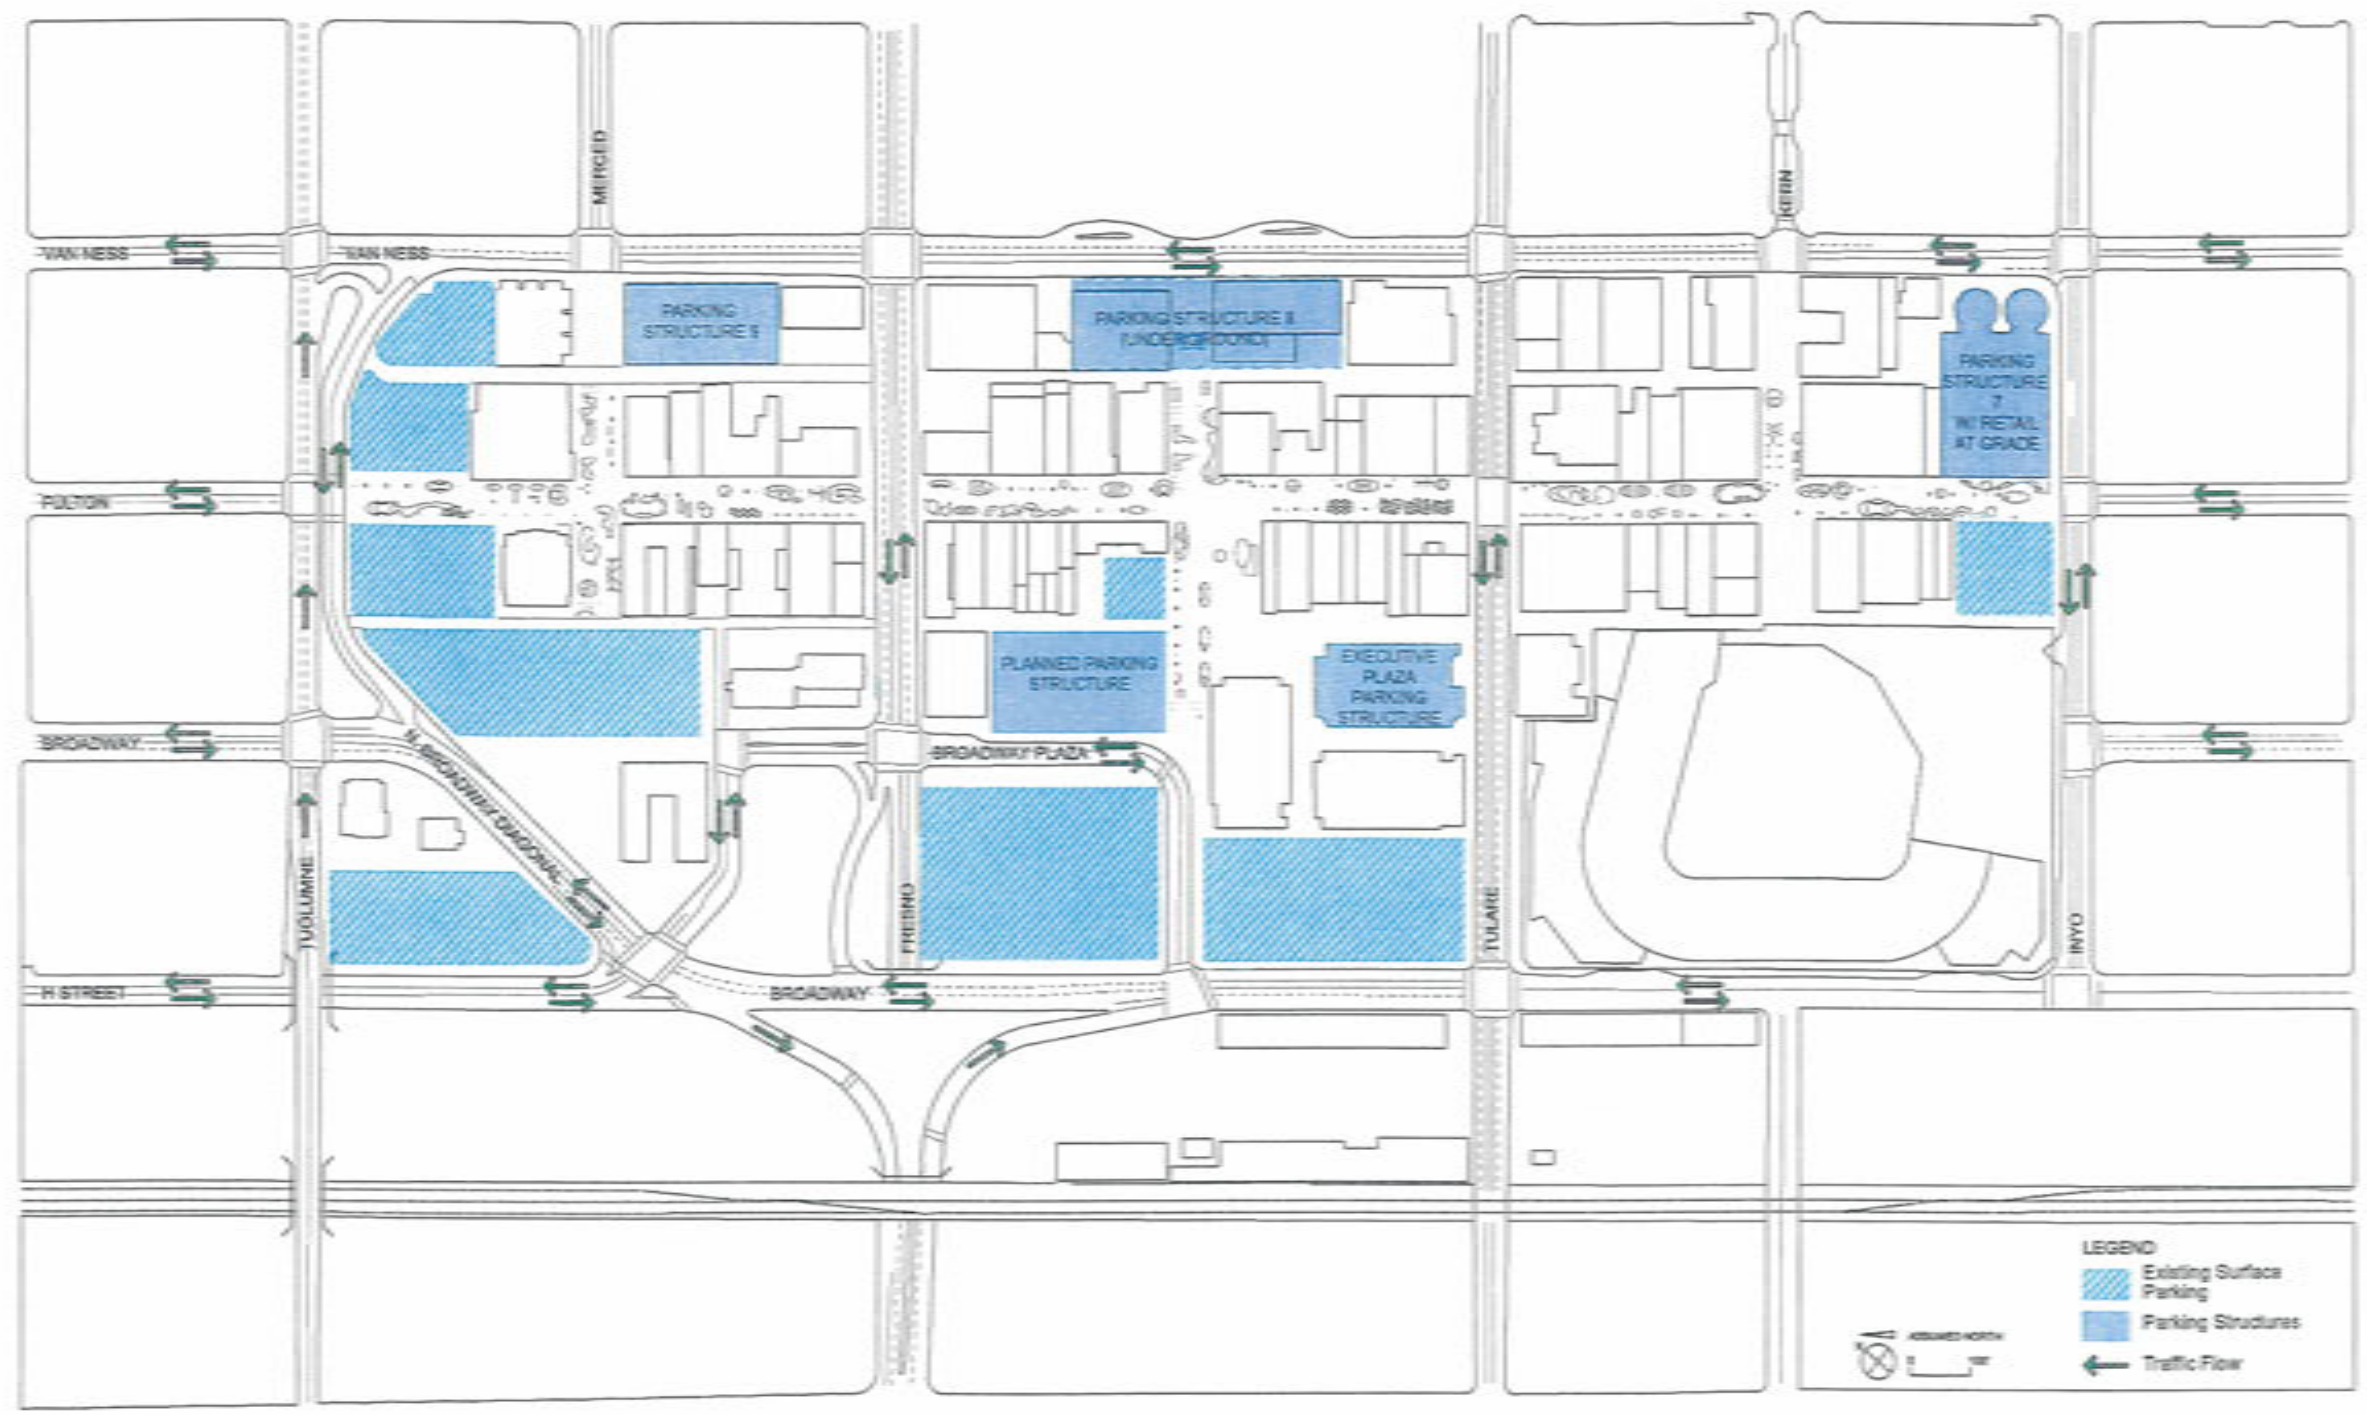 MERCED
KERN
VAN NESS
VAN NESS
PARKING
STRUCTURE
PARKING STRUCTURE
(UNDERGROUND)
PARKING
STRUCTURE
7
W/ RETAIL
AT GRADE
FULTON
PLANNED PARKING
STRUCTURE
EXECUTIVE
PLAZA
PARKING
STRUCTURE
BROADWAY
N. BROADWAY DIAGONAL
BROADWAY PLAZA
TUOLUMNE
FRESNO
TULARE
INYO
H STREET
BROADWAY
LEGEND
Existing Surface
Parking
Parking Structures
Traffic Flow
ASSUMED NORTH